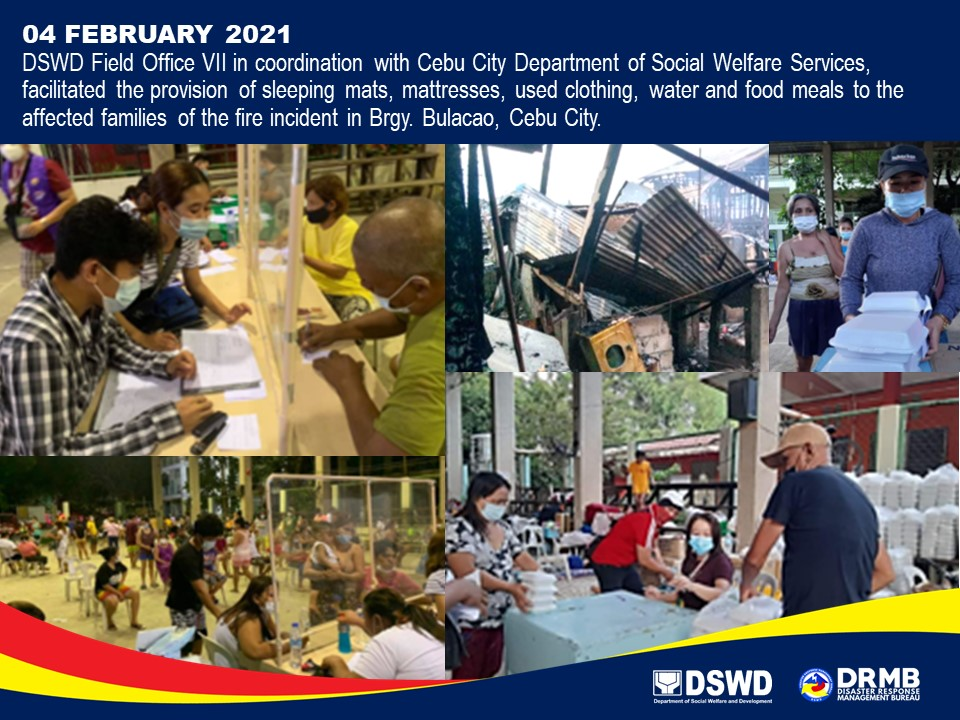 04 FEBRUARY 2021
DSWD Field Office VII in coordination with Cebu City Department of Social Welfare Services,
facilitated the provision of sleeping mats, mattresses, used clothing, water and food meals to the
affected families of the fire incident in Brgy. Bulacao, Cebu City.
DSWD
Department of Social Welfare and Development
DRMB
DISASTER RESPONSE
MANAGEMENT BUREAU